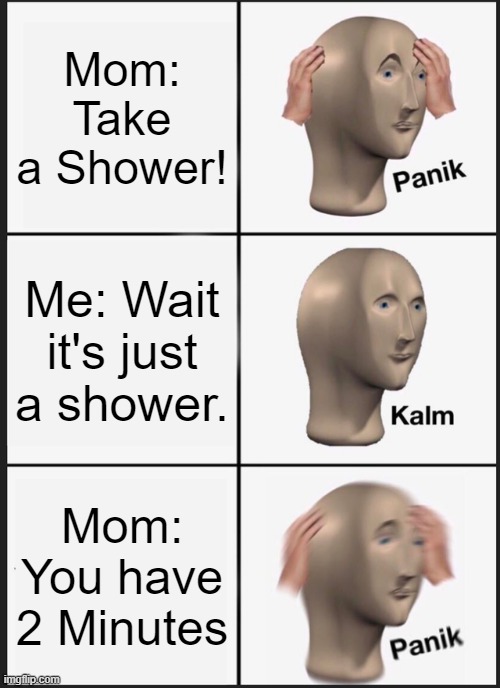 Mom:
Take
a Shower!
Panik
Me: Wait
it's just
a shower.
Kalm
Mom:
You have
2 Minutes
Panik
imgflip.com